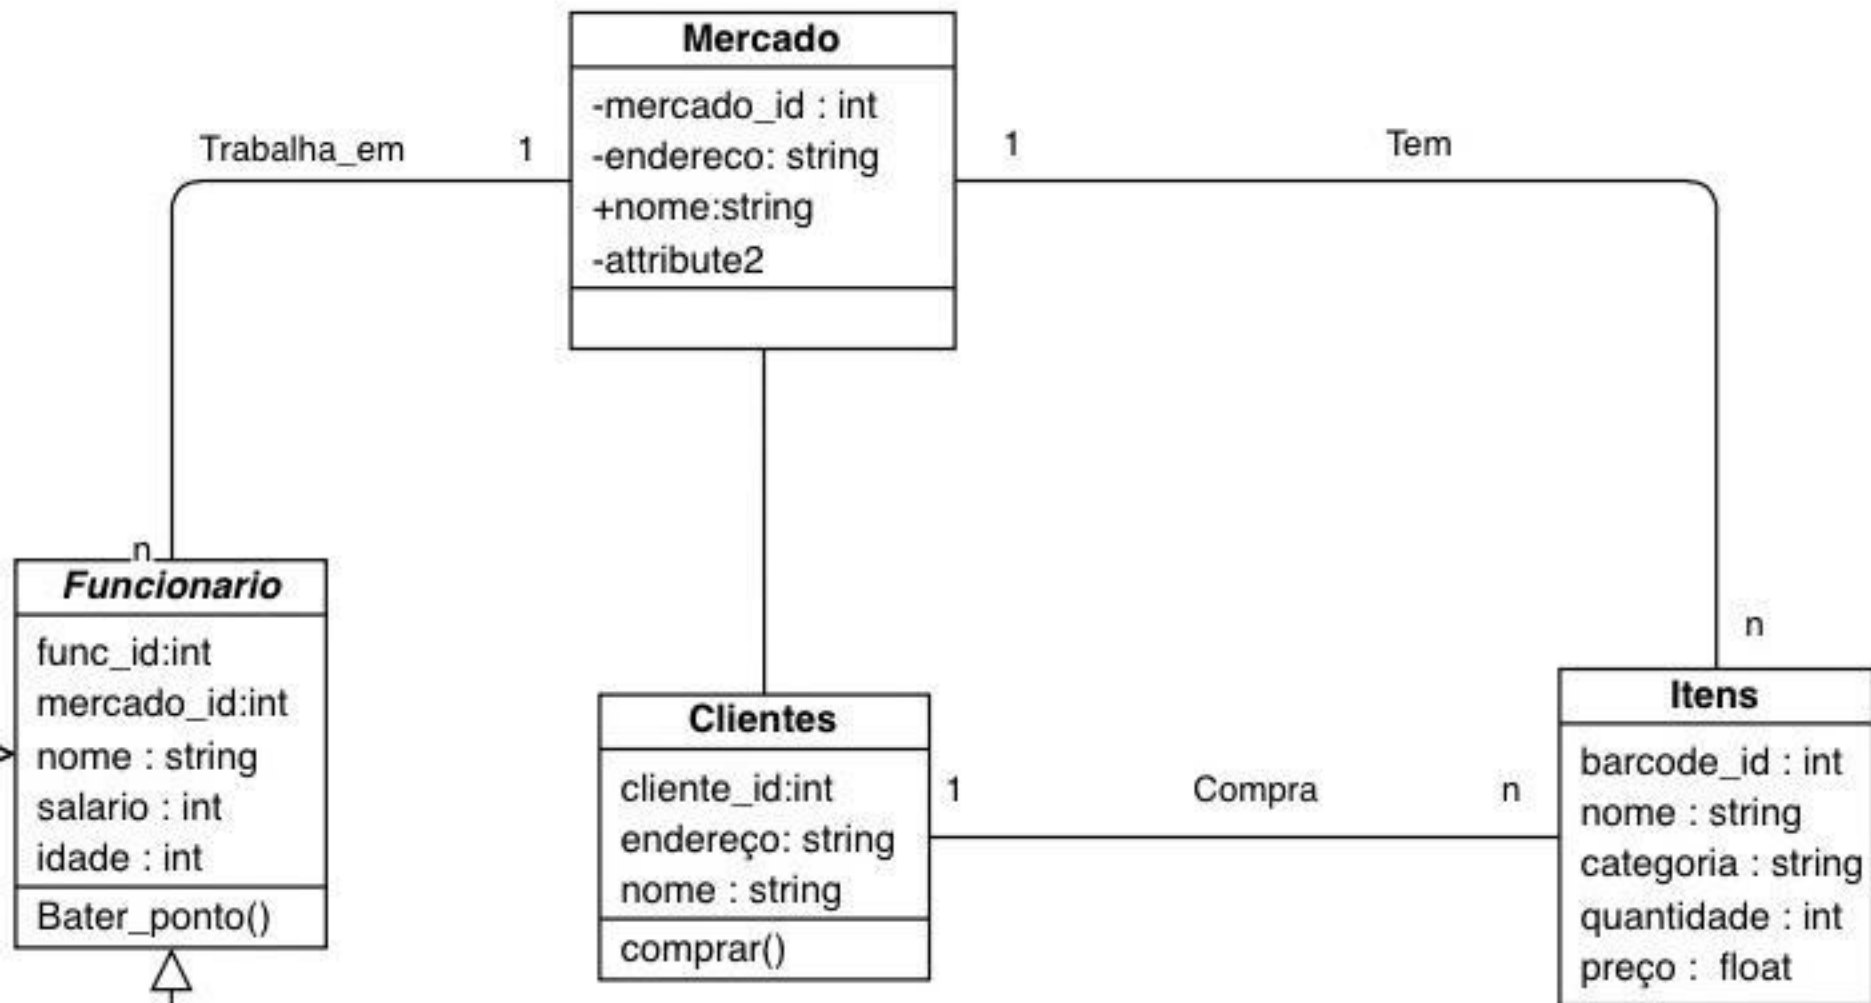 Mercado
-mercado_id : int
-endereco: string
+nome:string
-attribute2
Trabalha_em
1
1
Tem
n
n
Funcionario
func_id:int
mercado_id:int
nome : string
salario : int
idade : int
Bater_ponto()
Clientes
cliente_id:int
endereço: string
nome : string
comprar()
1
Compra
n
Itens
barcode_id : int
nome : string
categoria : string
quantidade : int
preço : float